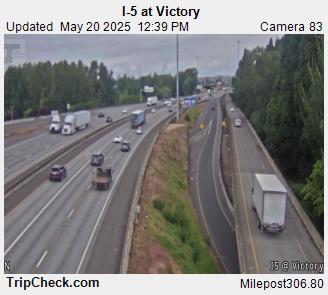 I-5 at Victory
Updated May 20 2025 12:39 PM Camera 83
N I5 @ Victory
TripCheck.com Milepost306.80